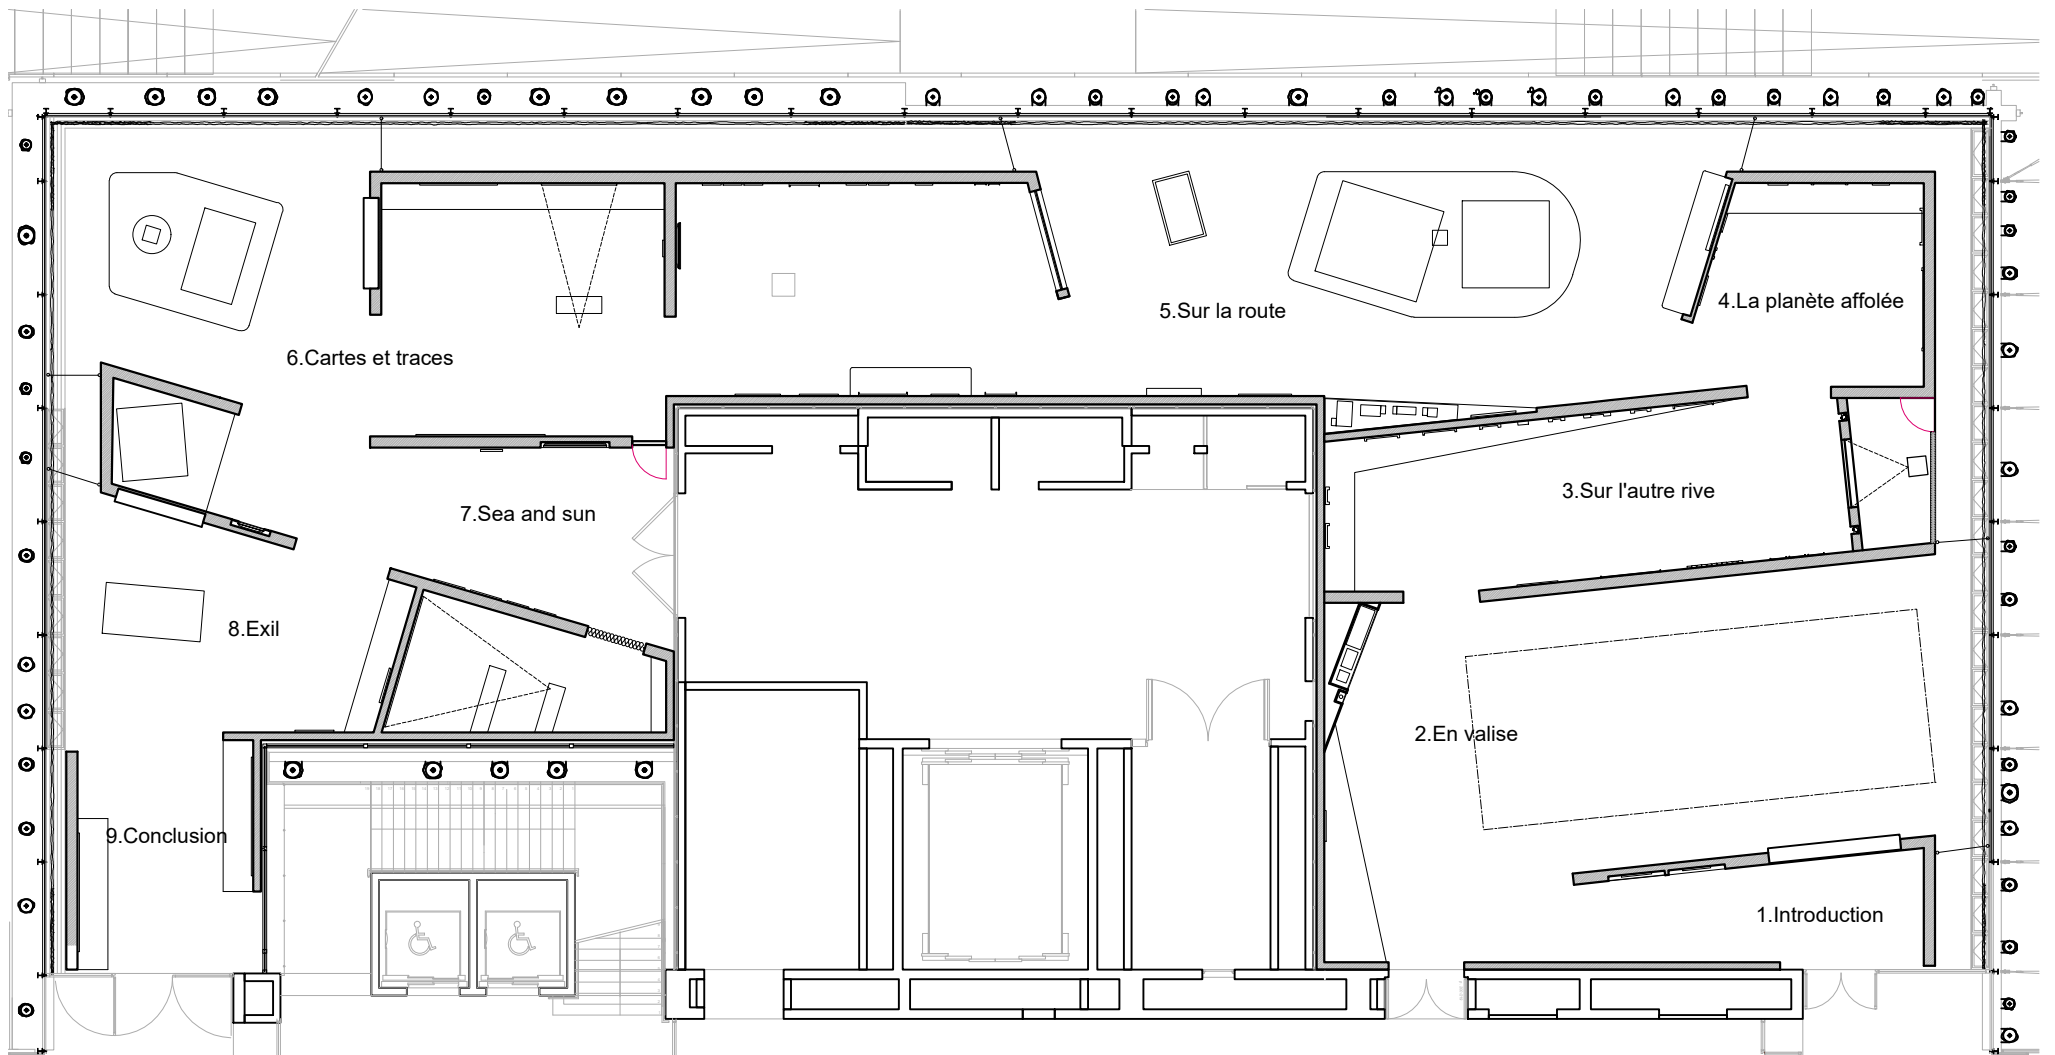 1.Introduction
2.En valise
3.Sur l'autre rive
4.La planète affolée
5.Sur la route
6.Cartes et traces
7.Sea and sun
8.Exil
9.Conclusion